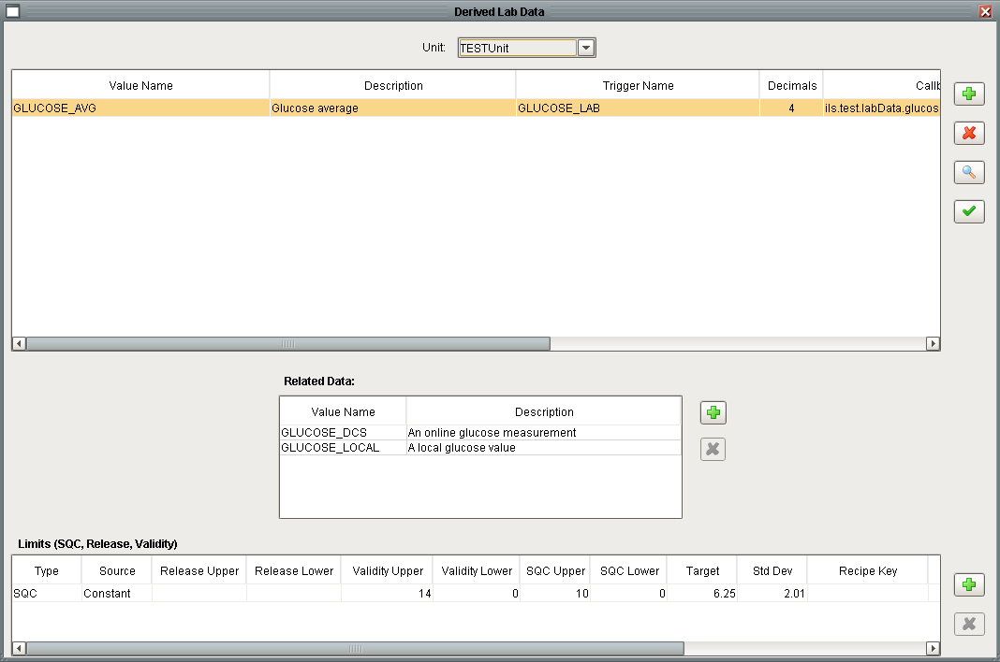 Derived Lab Data
Unit: TESTUnit
Value Name Description Trigger Name Decimals Callb
GLUCOSE_AVG Glucose average GLUCOSE_LAB 4 ils.test.labData.glucos
Related Data:
Value Name Description
GLUCOSE_DCS An online glucose measurement
GLUCOSE_LOCAL A local glucose value
Limits (SQC, Release, Validity)
Type Source Release Upper Release Lower Validity Upper Validity Lower SQC Upper SQC Lower Target Std Dev Recipe Key
SQC Constant 14 0 10 0 6.25 2.01